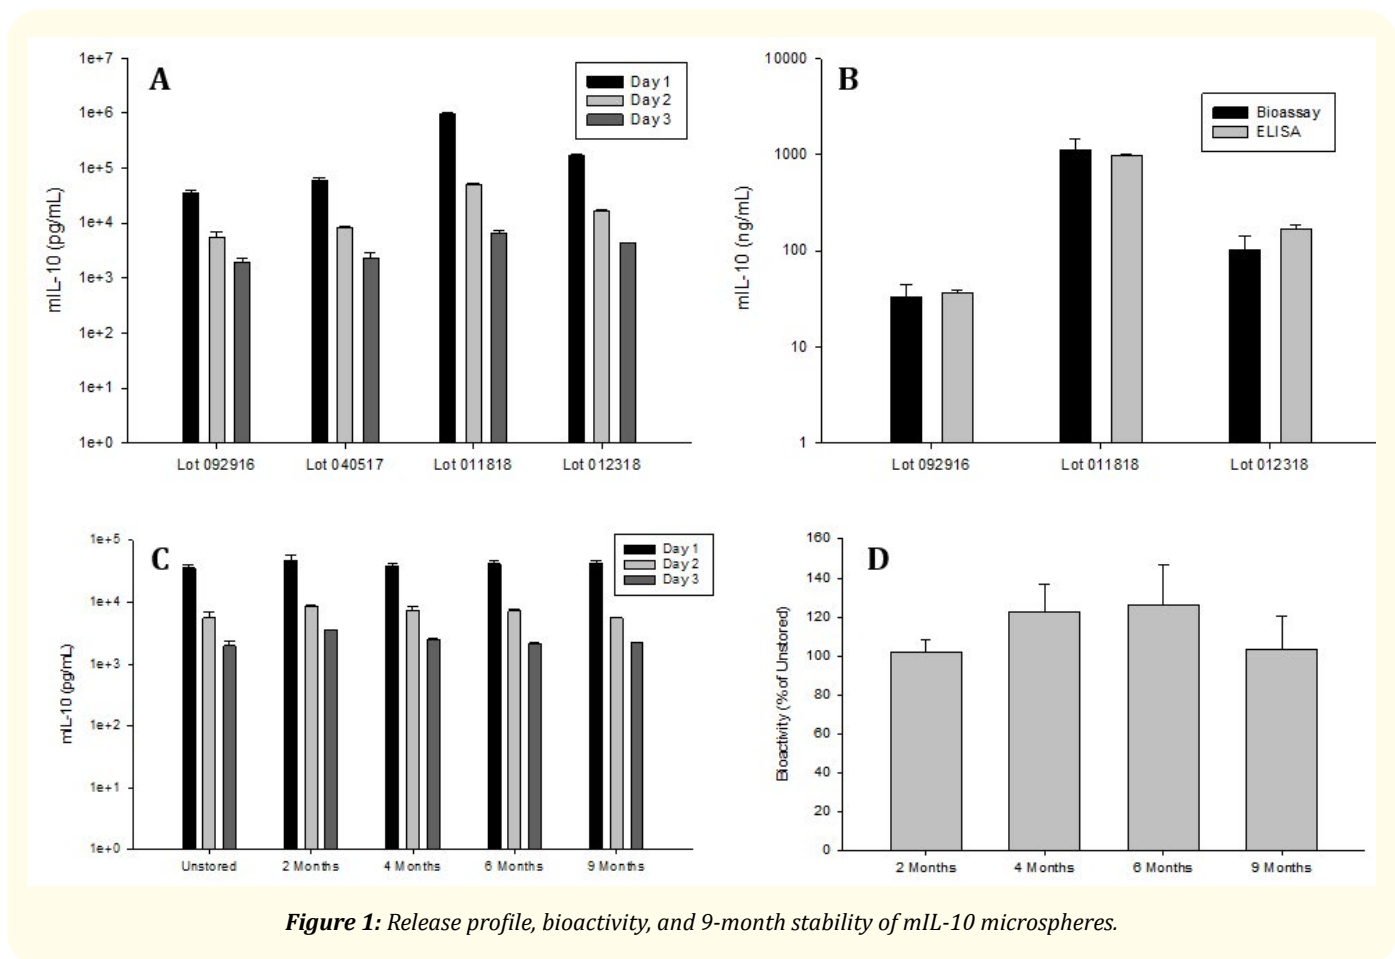 A
1e+7
1e+6
1e+5
1e+4
1e+3
1e+2
1e+1
1e+0
mIL-10 (pg/mL)
Day 1
Day 2
Day 3
Lot 092916
Lot 040517
Lot 011818
Lot 012318
B
10000
1000
100
10
1
mIL-10 (ng/mL)
Bioassay
ELISA
Lot 092916
Lot 011818
Lot 012318
C
1e+5
1e+4
1e+3
1e+2
1e+1
1e+0
mIL-10 (pg/mL)
Day 1
Day 2
Day 3
Unstored
2 Months
4 Months
6 Months
9 Months
D
160
140
120
100
80
60
40
20
0
Bioactivity (% of Unstored)
2 Months
4 Months
6 Months
9 Months
Figure 1: Release profile, bioactivity, and 9-month stability of mIL-10 microspheres.